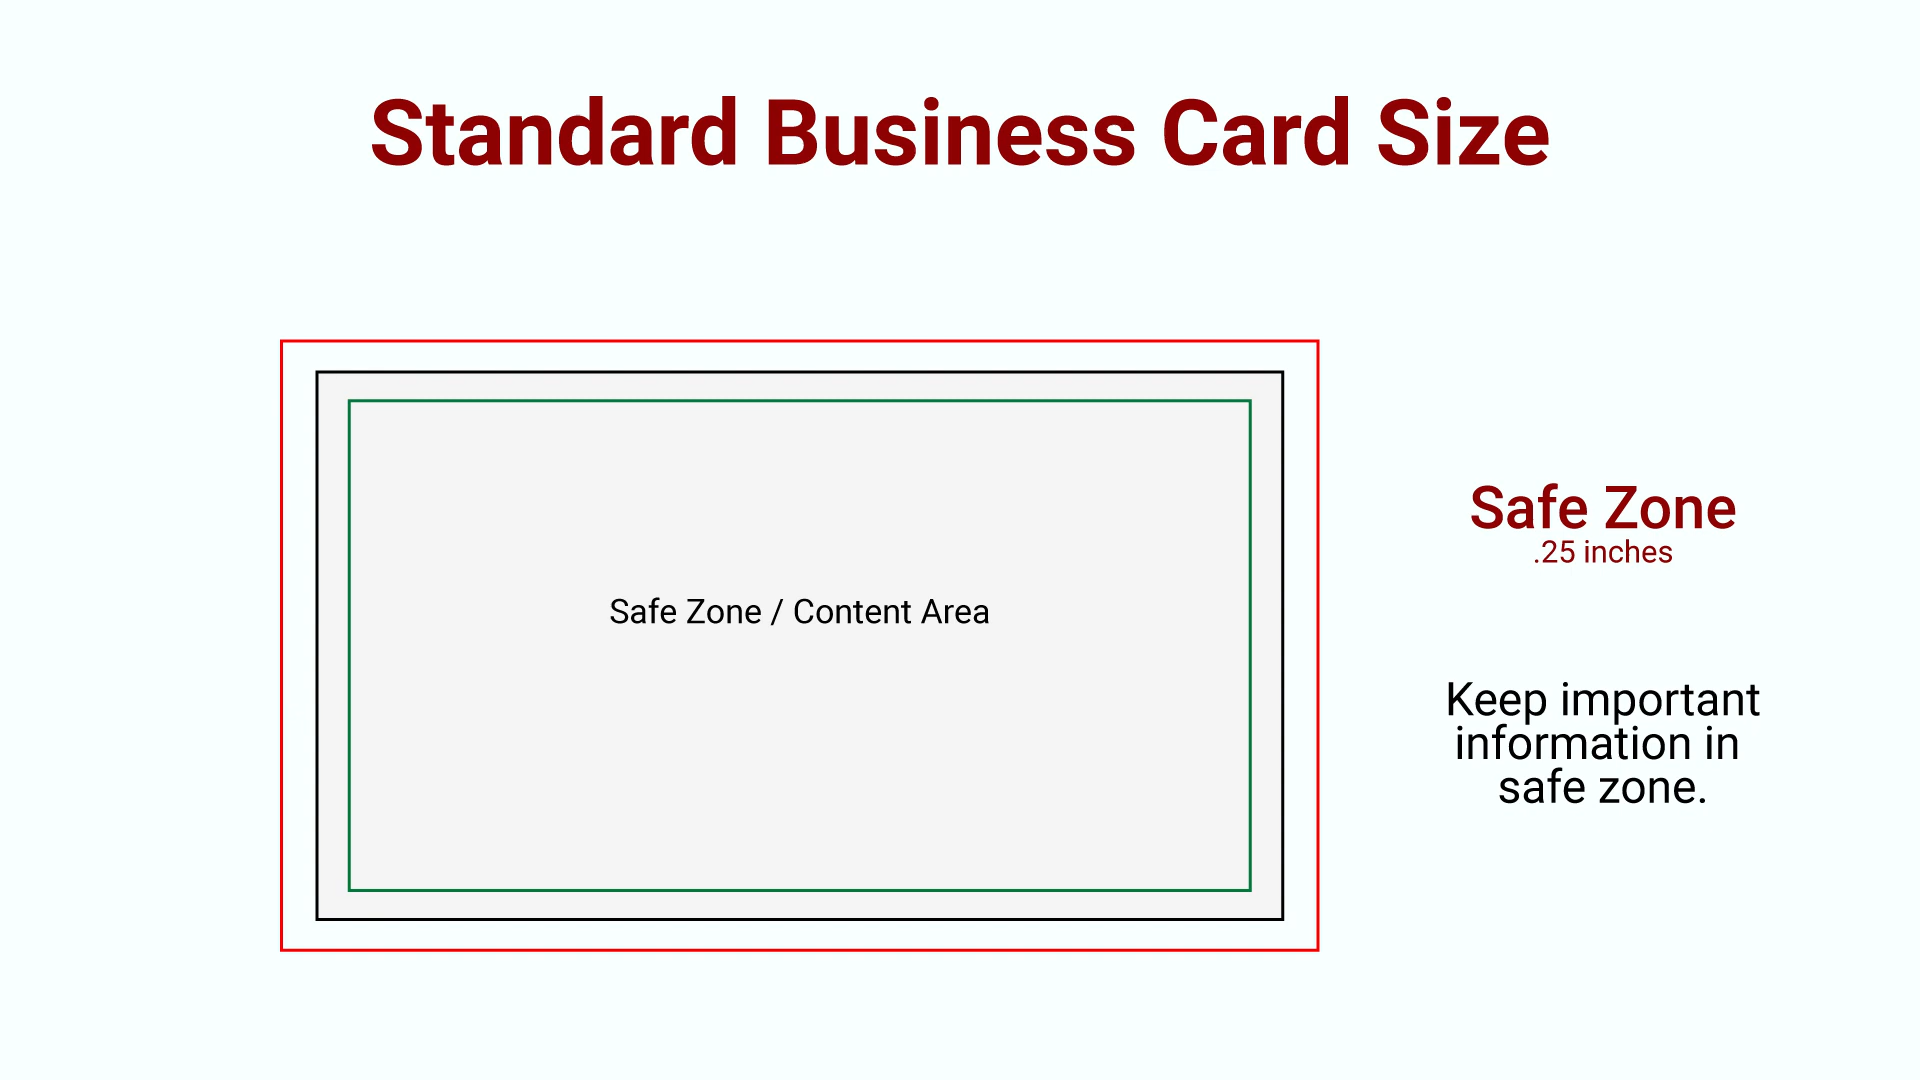 Standard Business Card Size
Safe Zone / Content Area
Safe Zone
.25 inches
Keep important
information in
safe zone.